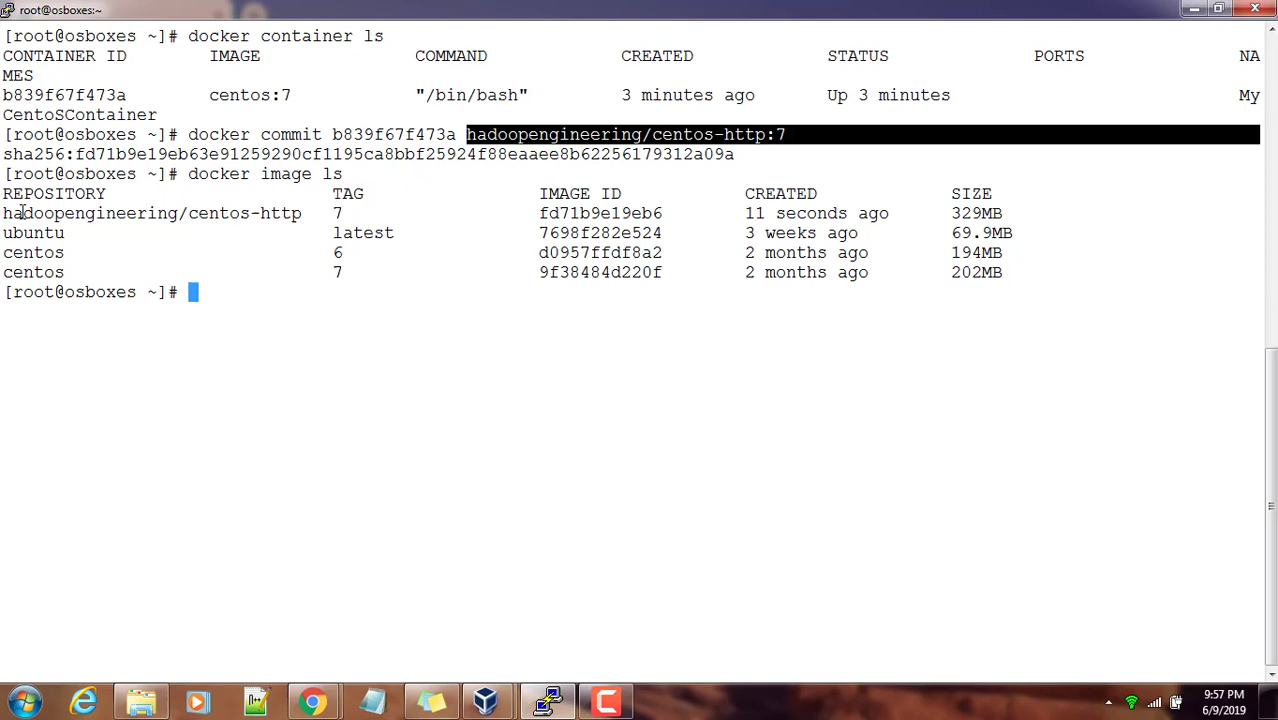 root@osboxes:~
[root@osboxes ~]# docker container ls
CONTAINER ID        IMAGE               COMMAND             CREATED             STATUS              PORTS               NA
MES
b839f67f473a        centos:7            "/bin/bash"         3 minutes ago       Up 3 minutes                            My
CentoSContainer
[root@osboxes ~]# docker commit b839f67f473a hadoopengineering/centos-http:7
sha256:fd71b9e19eb63e91259290cf1195ca8bbf25924f88eaaee8b62256179312a09a
[root@osboxes ~]# docker image ls
REPOSITORY                      TAG                 IMAGE ID            CREATED             SIZE
hadoopengineering/centos-http   7                   fd71b9e19eb6        11 seconds ago      329MB
ubuntu                          latest              7698f282e524        3 weeks ago         69.9MB
centos                          6                   d0957ffdf8a2        2 months ago        194MB
centos                          7                   9f38484d220f        2 months ago        202MB
[root@osboxes ~]#
9:57 PM
6/9/2019